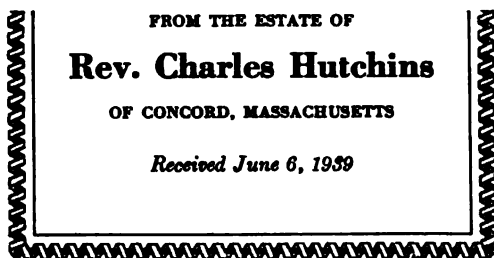 FROM THE ESTATE OF
Rev. Charles Hutchins
OF CONCORD, MASSACHUSETTS
Received June 6, 1939